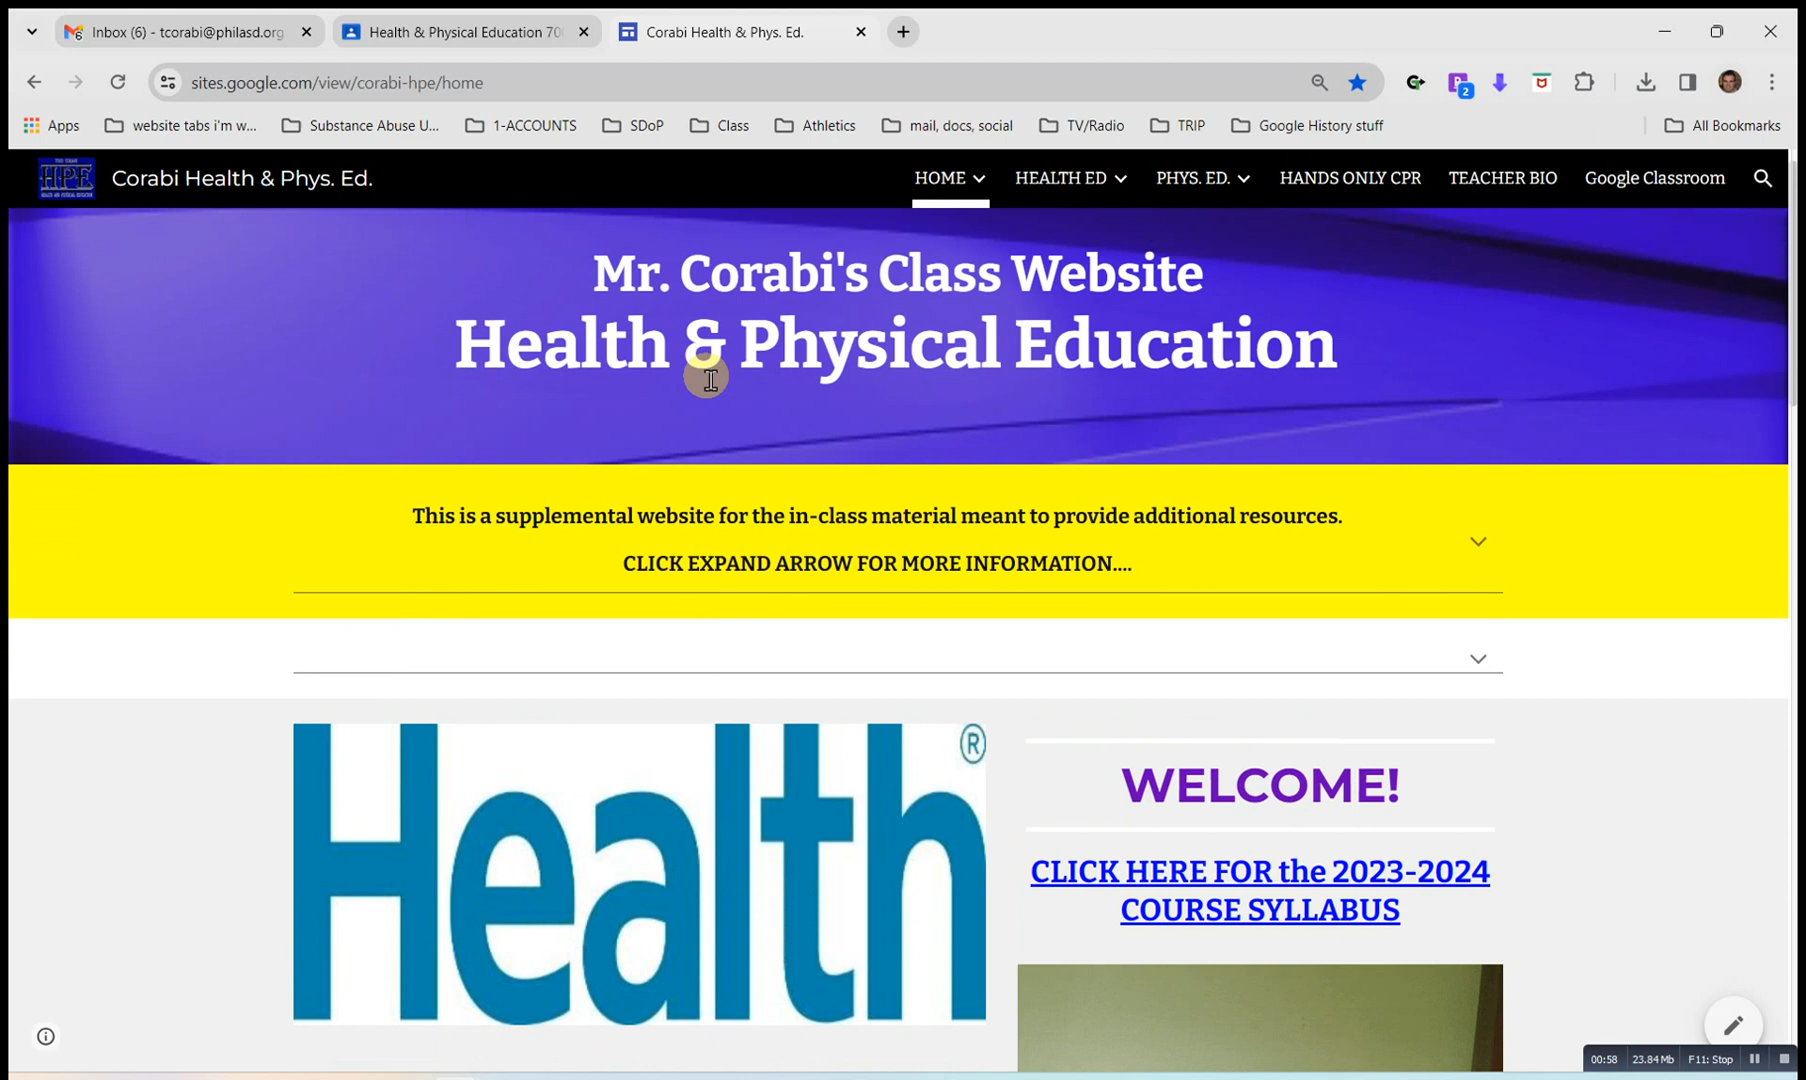 Inbox (6) - tcorabi@philasd.org
Health & Physical Education 70
Corabi Health & Phys. Ed.
sites.google.com/view/corabi-hpe/home
2
Apps
website tabs i'm w...
Substance Abuse U...
1-ACCOUNTS
SDoP
Class
Athletics
mail, docs, social
TV/Radio
TRIP
Google History stuff
All Bookmarks
HPE
Corabi Health & Phys. Ed.
HOME
HEALTH ED
PHYS. ED.
HANDS ONLY CPR
TEACHER BIO
Google Classroom
Mr. Corabi's Class Website
Health & Physical Education
This is a supplemental website for the in-class material meant to provide additional resources.
CLICK EXPAND ARROW FOR MORE INFORMATION....
Health®
WELCOME!
CLICK HERE FOR the 2023-2024
COURSE SYLLABUS
00:58
23.84Mb
F11: Stop